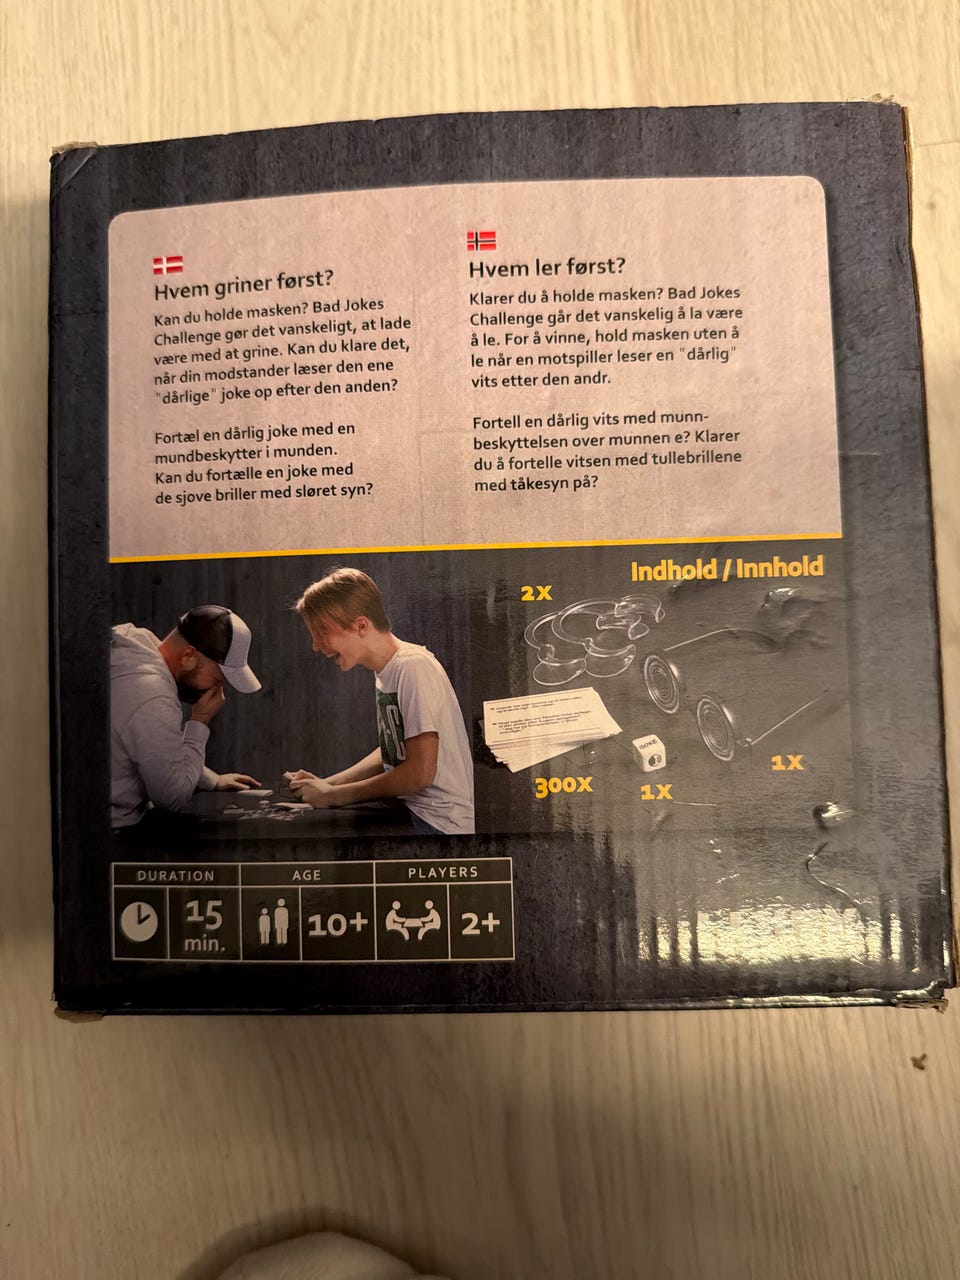 Hvem griner først?
Kan du holde masken? Bad Jokes
Challenge gør det vanskeligt, at lade
være med at grine. Kan du klare det,
når din modstander læser den ene
"dårlige" joke op efter den anden?
Fortæl en dårlig joke med en
mundbeskytter i munden.
Kan du fortælle en joke med
de sjove briller med sløret syn?
Hvem ler først?
Klarer du å holde masken? Bad Jokes
Challenge går det vanskelig å la være
å le. For å vinne, hold masken uten å
le når en motspiller leser en "dårlig"
vits etter den andr.
Fortell en dårlig vits med munn-
beskyttelsen over munnen e? Klarer
du å fortelle vitsen med tullebrillene
med tåkesyn på?
Indhold / Innhold
2X
300X
1X
1X
DURATION
AGE
PLAYERS
15
min.
10+
2+